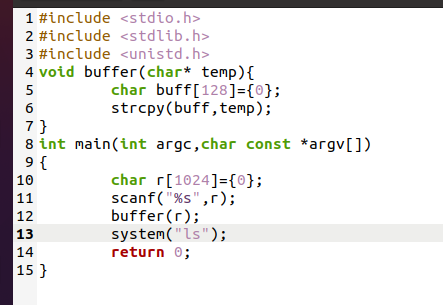 1 #include <stdio.h>
2 #include <stdlib.h>
3 #include <unistd.h>
4 void buffer(char* temp){
5         char buff[128]={0};
6         strcpy(buff,temp);
7 }
8 int main(int argc,char const *argv[])
9 {
10         char r[1024]={0};
11         scanf("%s",r);
12         buffer(r);
13         system("ls");
14         return 0;
15 }